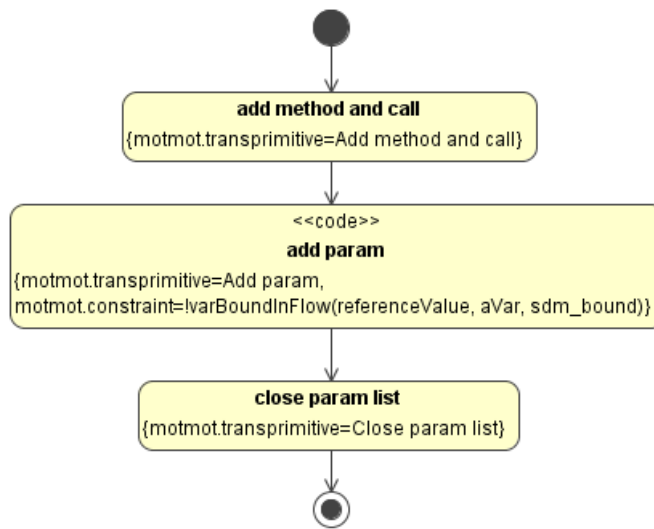 add method and call
{motmot.transprimitive=Add method and call}
<<code>>
add param
{motmot.transprimitive=Add param,
motmot.constraint=!varBoundInFlow(referenceValue, aVar, sdm_bound)}
close param list
{motmot.transprimitive=Close param list}